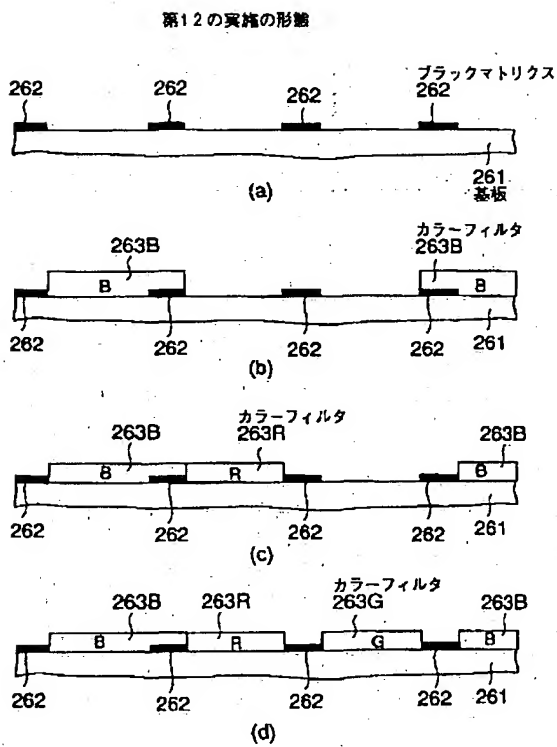 第12の実施の形態
ブラックマトリクス
262 262 262 262
261
基板
(a)
カラーフィルタ
263B 263B
B B
262 262 262 262 261
(b)
カラーフィルタ
263B 263R 263B
B R B
262 262 262 262 261
(c)
カラーフィルタ
263B 263R 263G 263B
B R G B
262 262 262 262 261
(d)